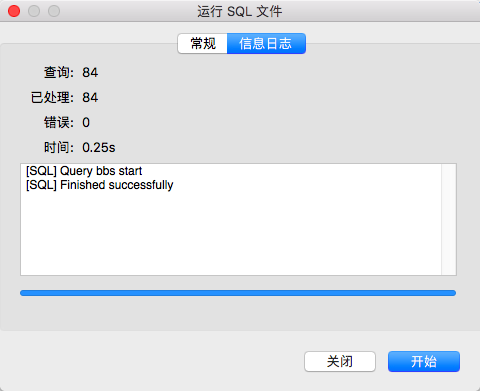 运行 SQL 文件
常规 信息日志
查询: 84
已处理: 84
错误: 0
时间: 0.25s
[SQL] Query bbs start
[SQL] Finished successfully
关闭 开始